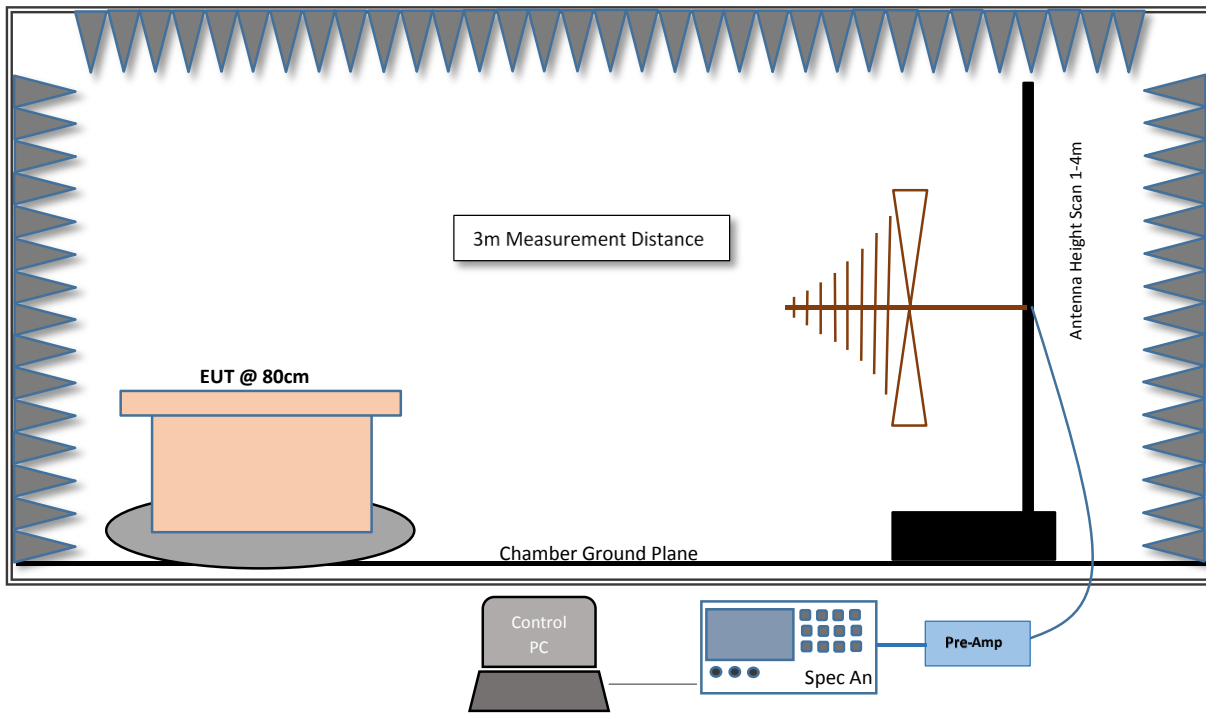 Antenna Height Scan 1-4m
3m Measurement Distance
EUT @ 80cm
Chamber Ground Plane
Control
PC
Spec An
Pre-Amp